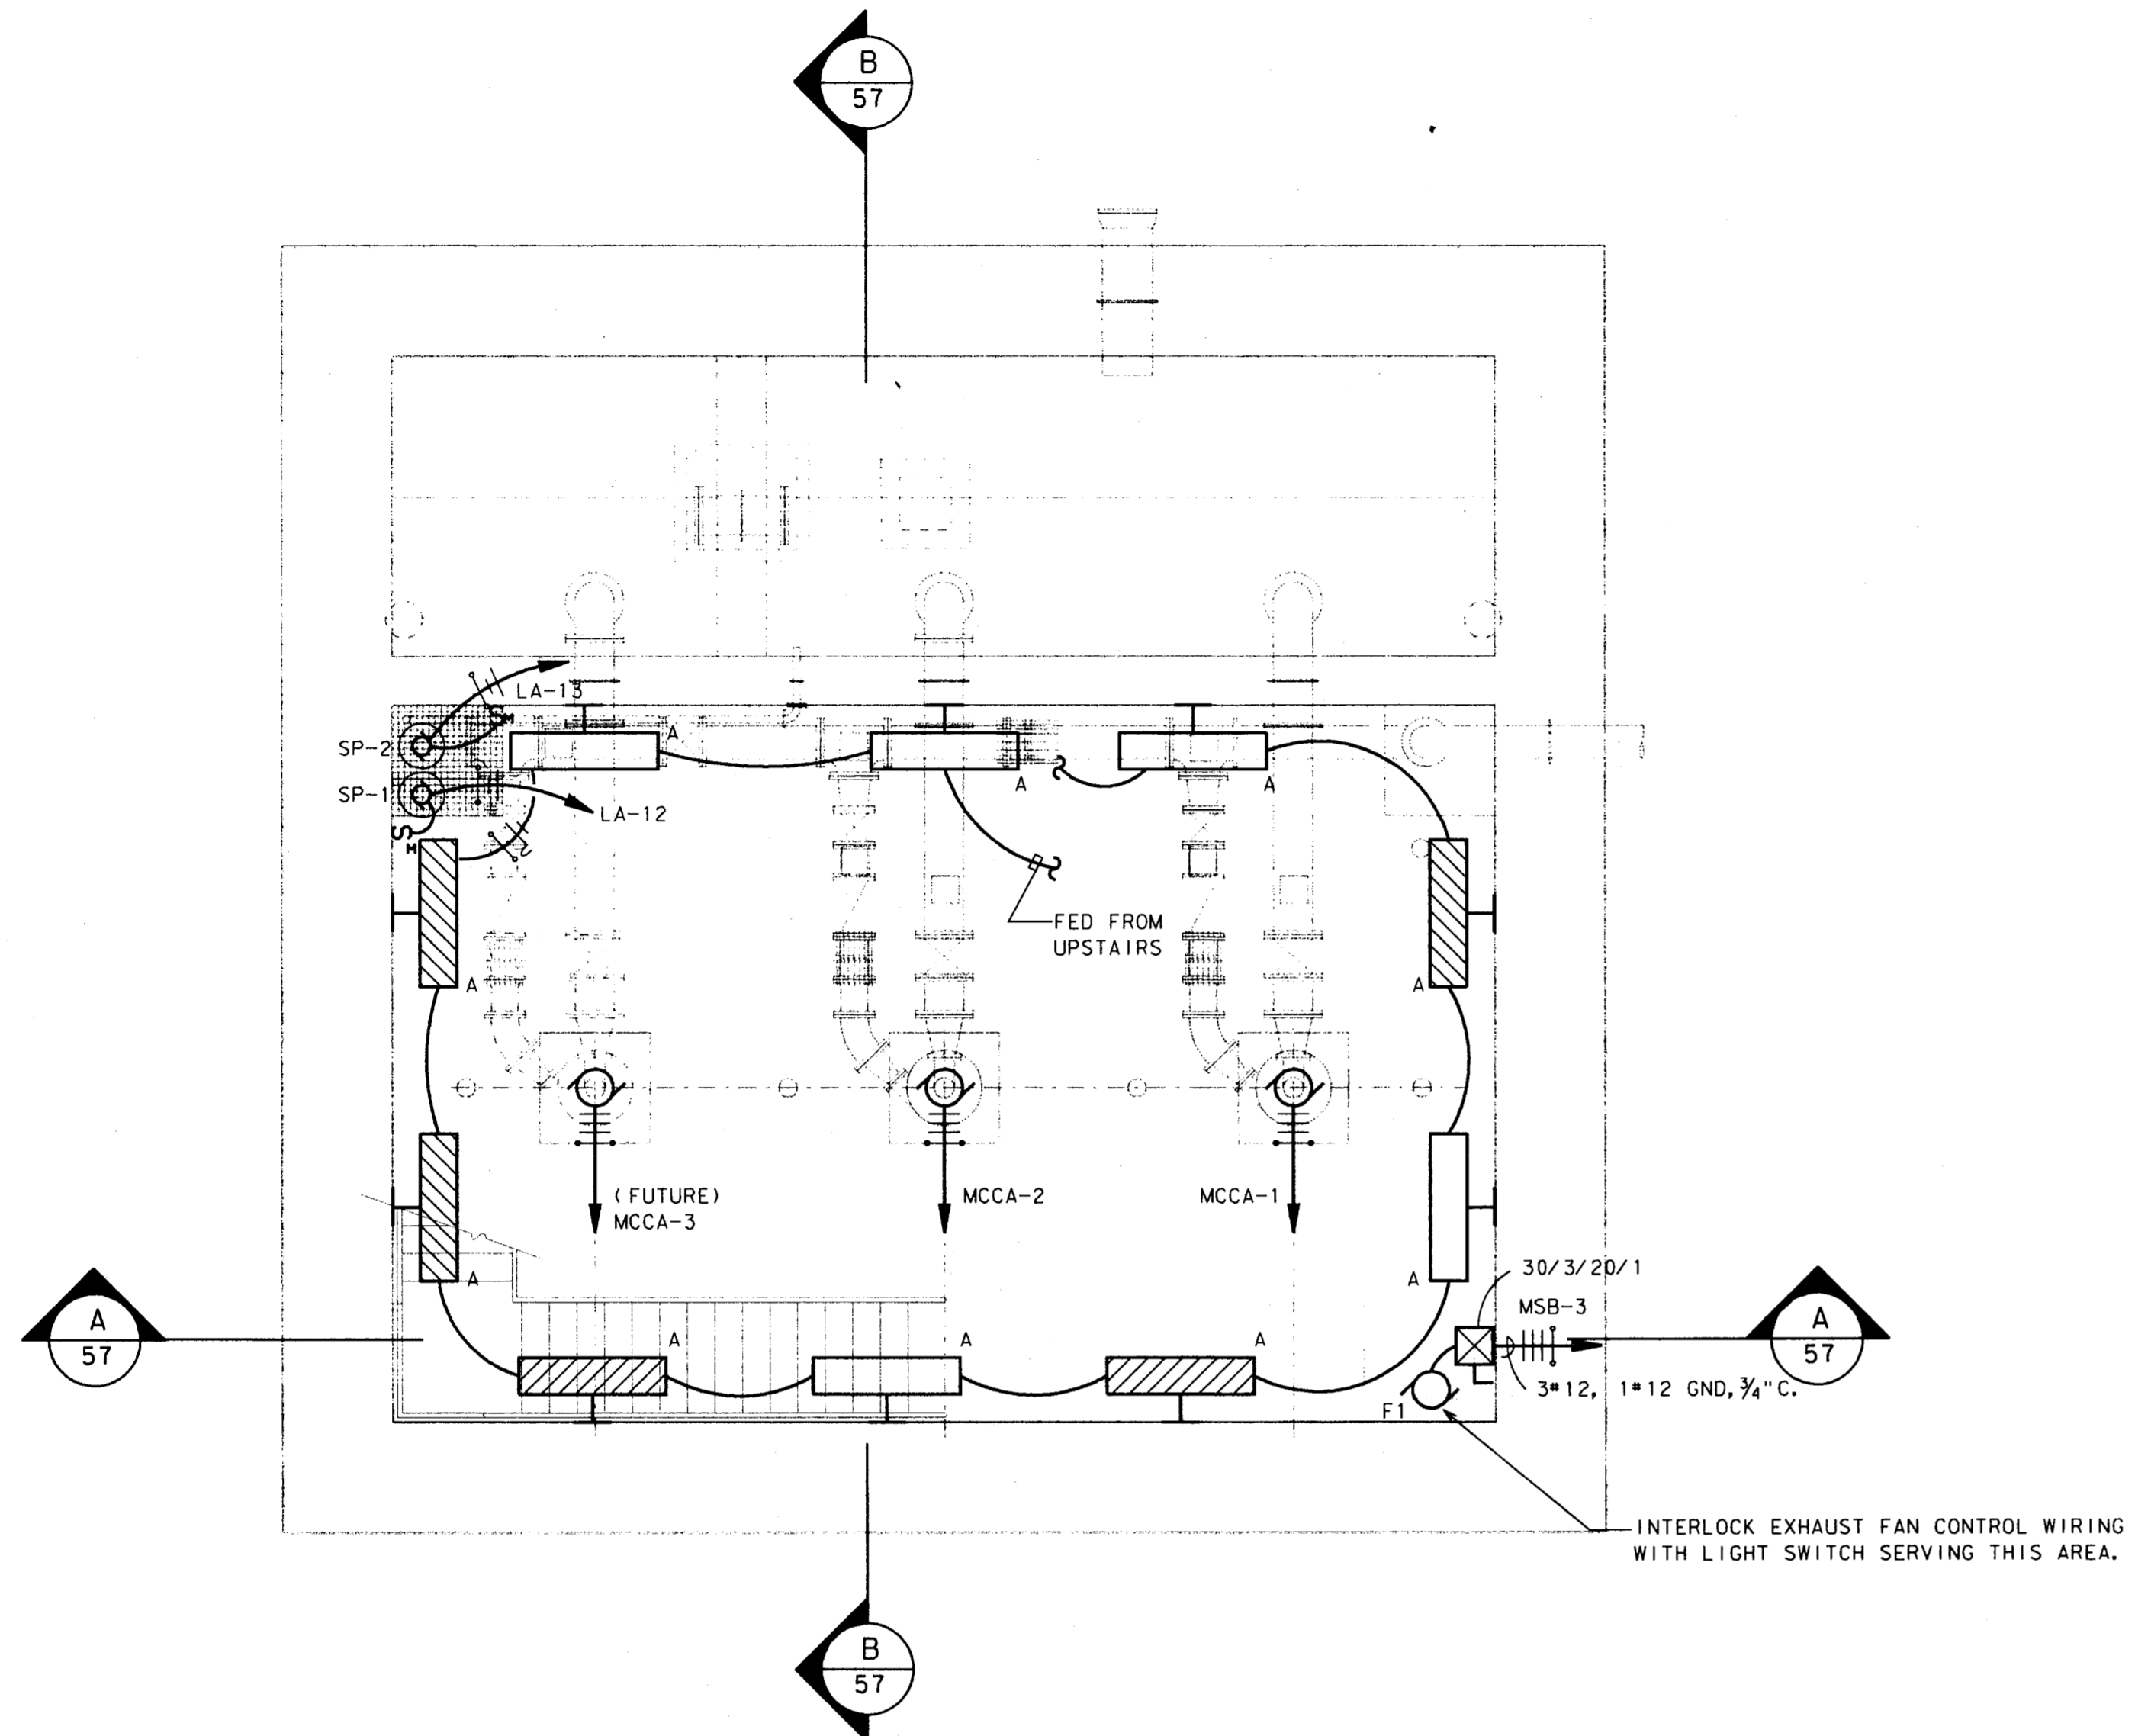 B
57
LA-13
S M
SP-2
A
A
A
SP-1
LA-12
S M
FED FROM
UPSTAIRS
A
A
(FUTURE)
MCCA-3
MCCA-2
MCCA-1
A
A
30/3/20/1
MSB-3
A
57
A
A
A
A
57
3#12, 1#12 GND, ¾"C.
F1
INTERLOCK EXHAUST FAN CONTROL WIRING
WITH LIGHT SWITCH SERVING THIS AREA.
B
57